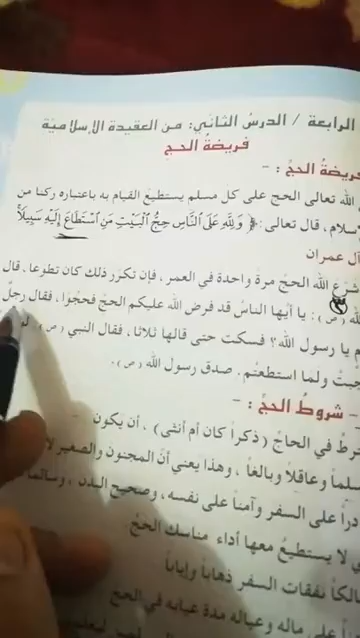 الرابعة / الدرس الثاني: من العقيدة الإسلامية
فريضة الحج
فريضة الحج : -
الله تعالى الحج على كل مسلم يستطيع القيام به باعتباره ركنا من
سلام، قال تعالى: ﴿ وَلِلَّهِ عَلَى النَّاسِ حِجُّ الْبَيْتِ مَنِ اسْتَطَاعَ إِلَيْهِ سَبِيلًا
آل عمران
شرع الله الحج مرة واحدة في العمر، فإن تكرر ذلك كان تطوعا، قال
(ص): يا أيها الناس قد فرض الله عليكم الحج فحجوا، فقال رجلٌ
يا رسول الله؟ فسكت حتى قالها ثلاثا، فقال النبي (ص)
ولما استطعتم. صدق رسول الله (ص).
- شروط الحج : -
في الحاج (ذكراً كان أم أنثى) ، أن يكون
وعاقلاً وبالغاً ، وهذا يعني أن المجنون والصغير
على السفر وآمناً على نفسه، وصحيح البدن ،
لا يستطيع معها أداء مناسك الحج
نفقات السفر ذهاباً وإياباً
على ماله وعياله مدة غيابه في الحج